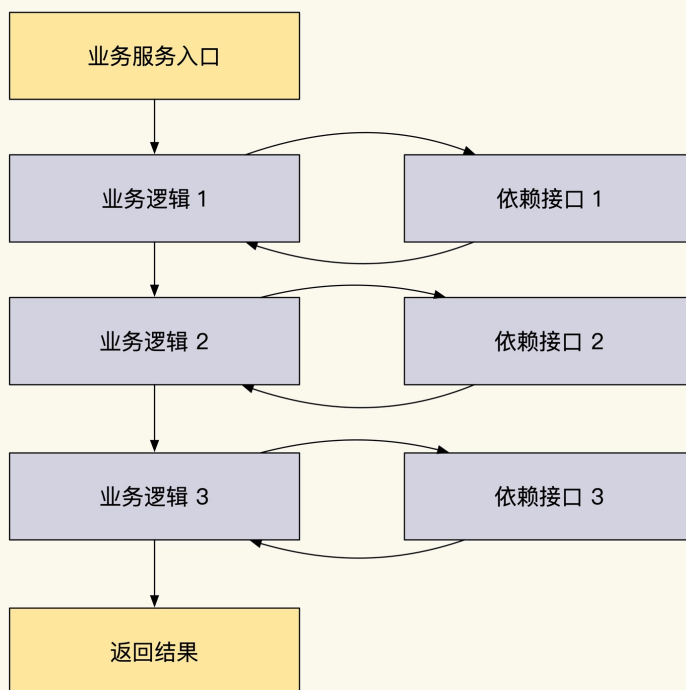 业务服务入口
业务逻辑 1
依赖接口 1
业务逻辑 2
依赖接口 2
业务逻辑 3
依赖接口 3
返回结果